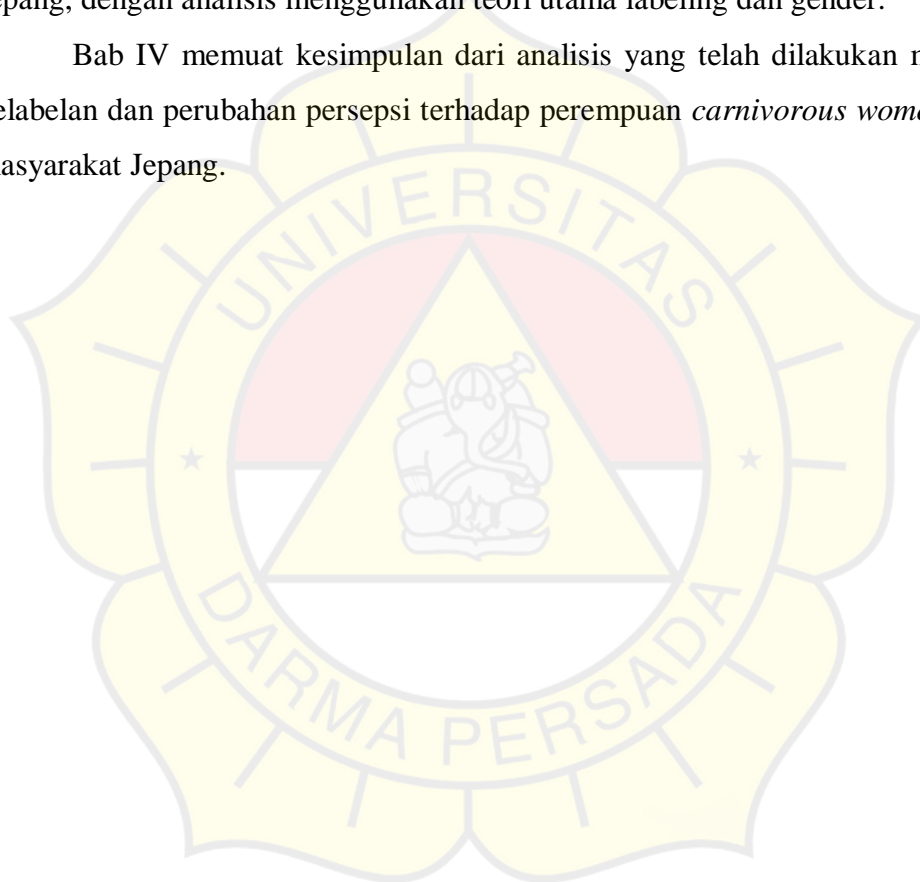 epang, dengan analisis menggunakan teori utama labeling dan gender.
Bab IV memuat kesimpulan dari analisis yang telah dilakukan
elabelan dan perubahan persepsi terhadap perempuan carnivorous
asyarakat Jepang.
UNIVERSITAS
DARMA PERSADA